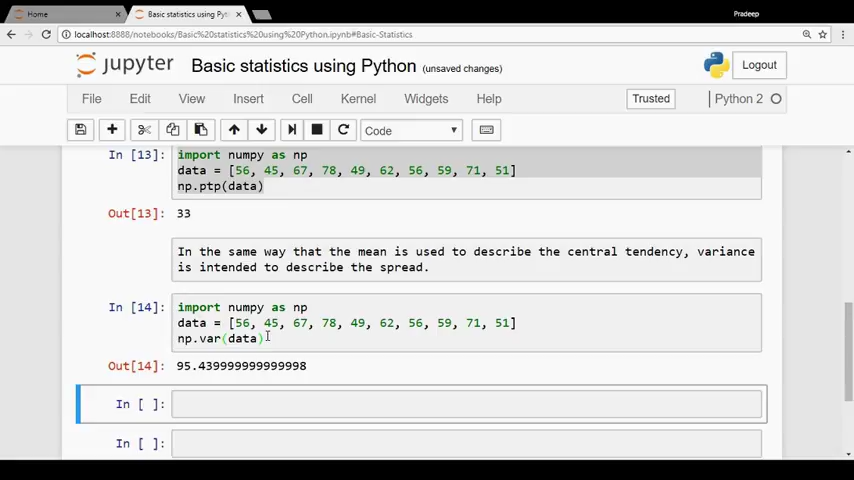 Home
Basic statistics using Pyt
Pradeep
localhost:8888/notebooks/Basic%20statistics%20using%20Python.ipynb#Basic-Statistics
jupyter Basic statistics using Python (unsaved changes)
Logout
File Edit View Insert Cell Kernel Widgets Help
Trusted
Python 2
Code
In [13]: import numpy as np
data = [56, 45, 67, 78, 49, 62, 56, 59, 71, 51]
np.ptp(data)
Out[13]: 33
In the same way that the mean is used to describe the central tendency, variance
is intended to describe the spread.
In [14]: import numpy as np
data = [56, 45, 67, 78, 49, 62, 56, 59, 71, 51]
np.var(data)
Out[14]: 95.439999999999998
In [ ]:
In [ ]: